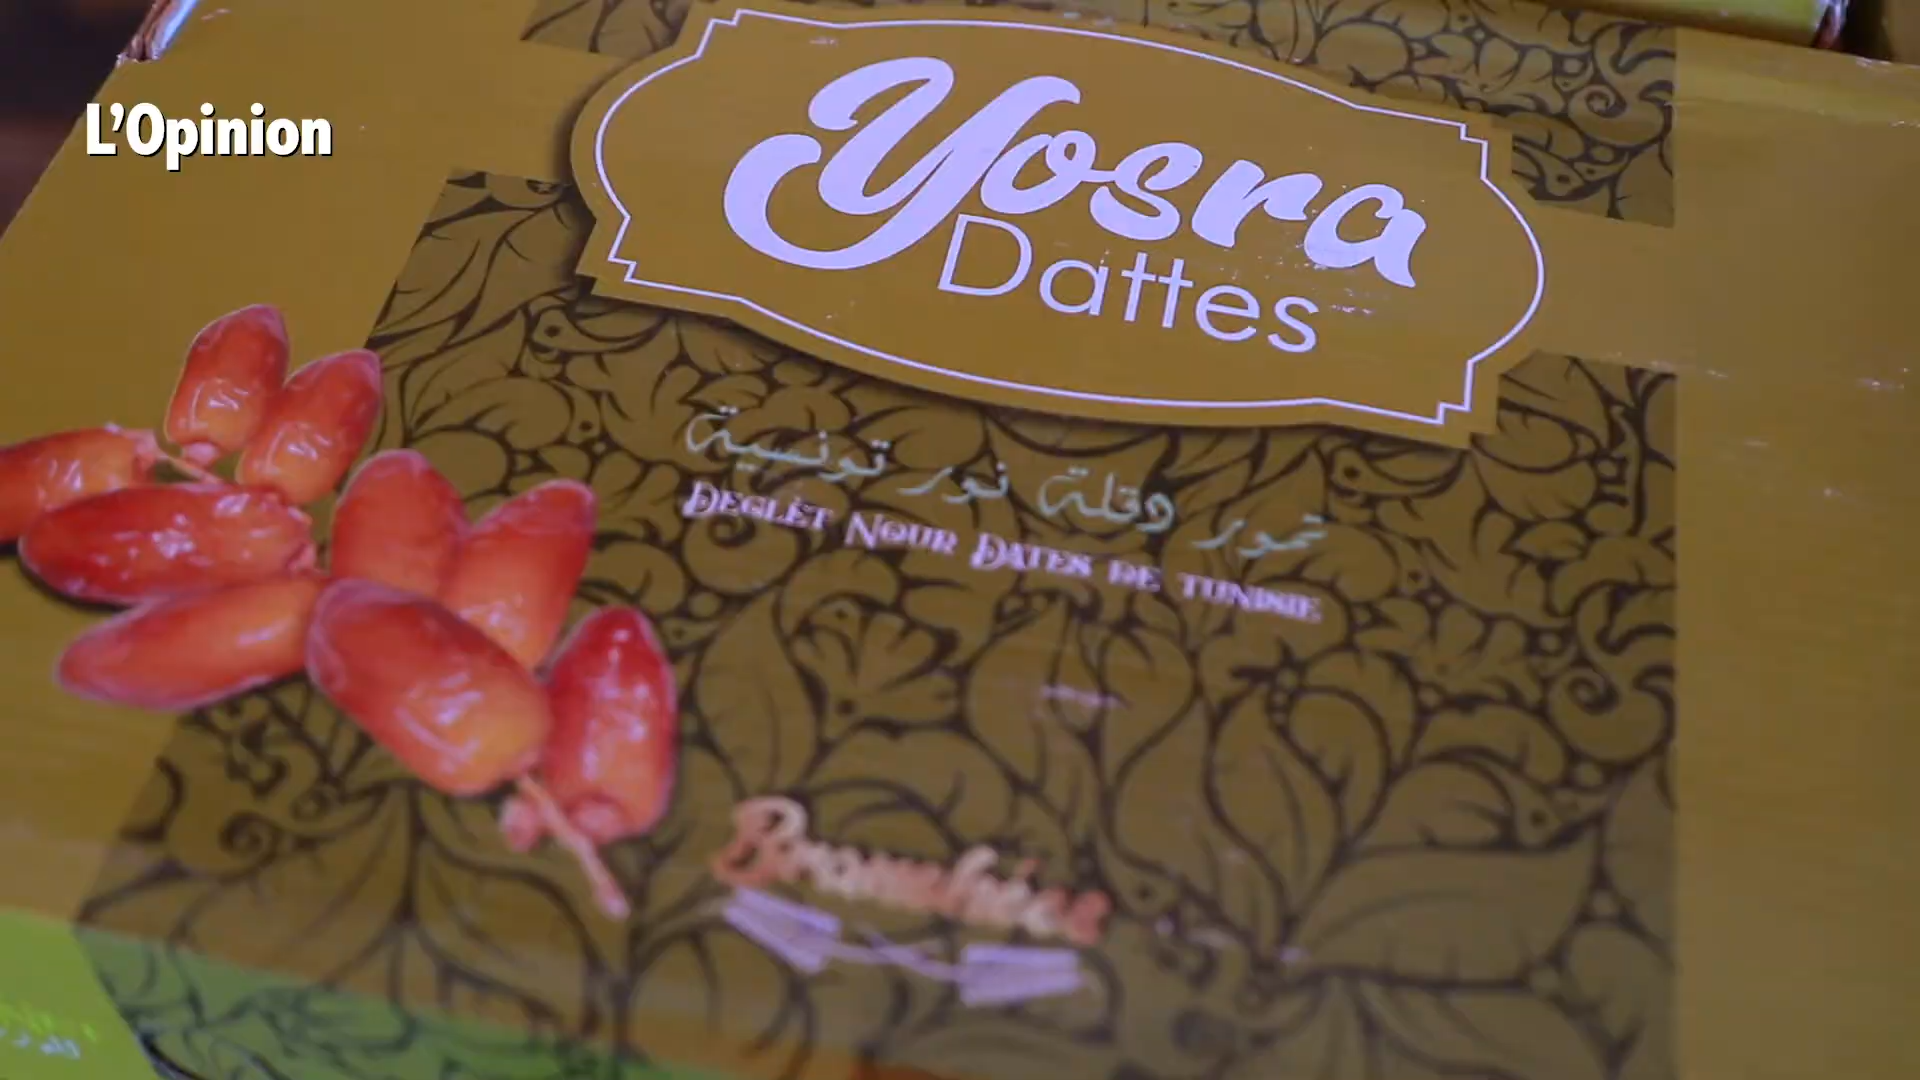 L'Opinion
Yosra
Dattes
تمور دقلة نور تونسية
DEGLET NOUR DATES DE TUNISIE
Branchées